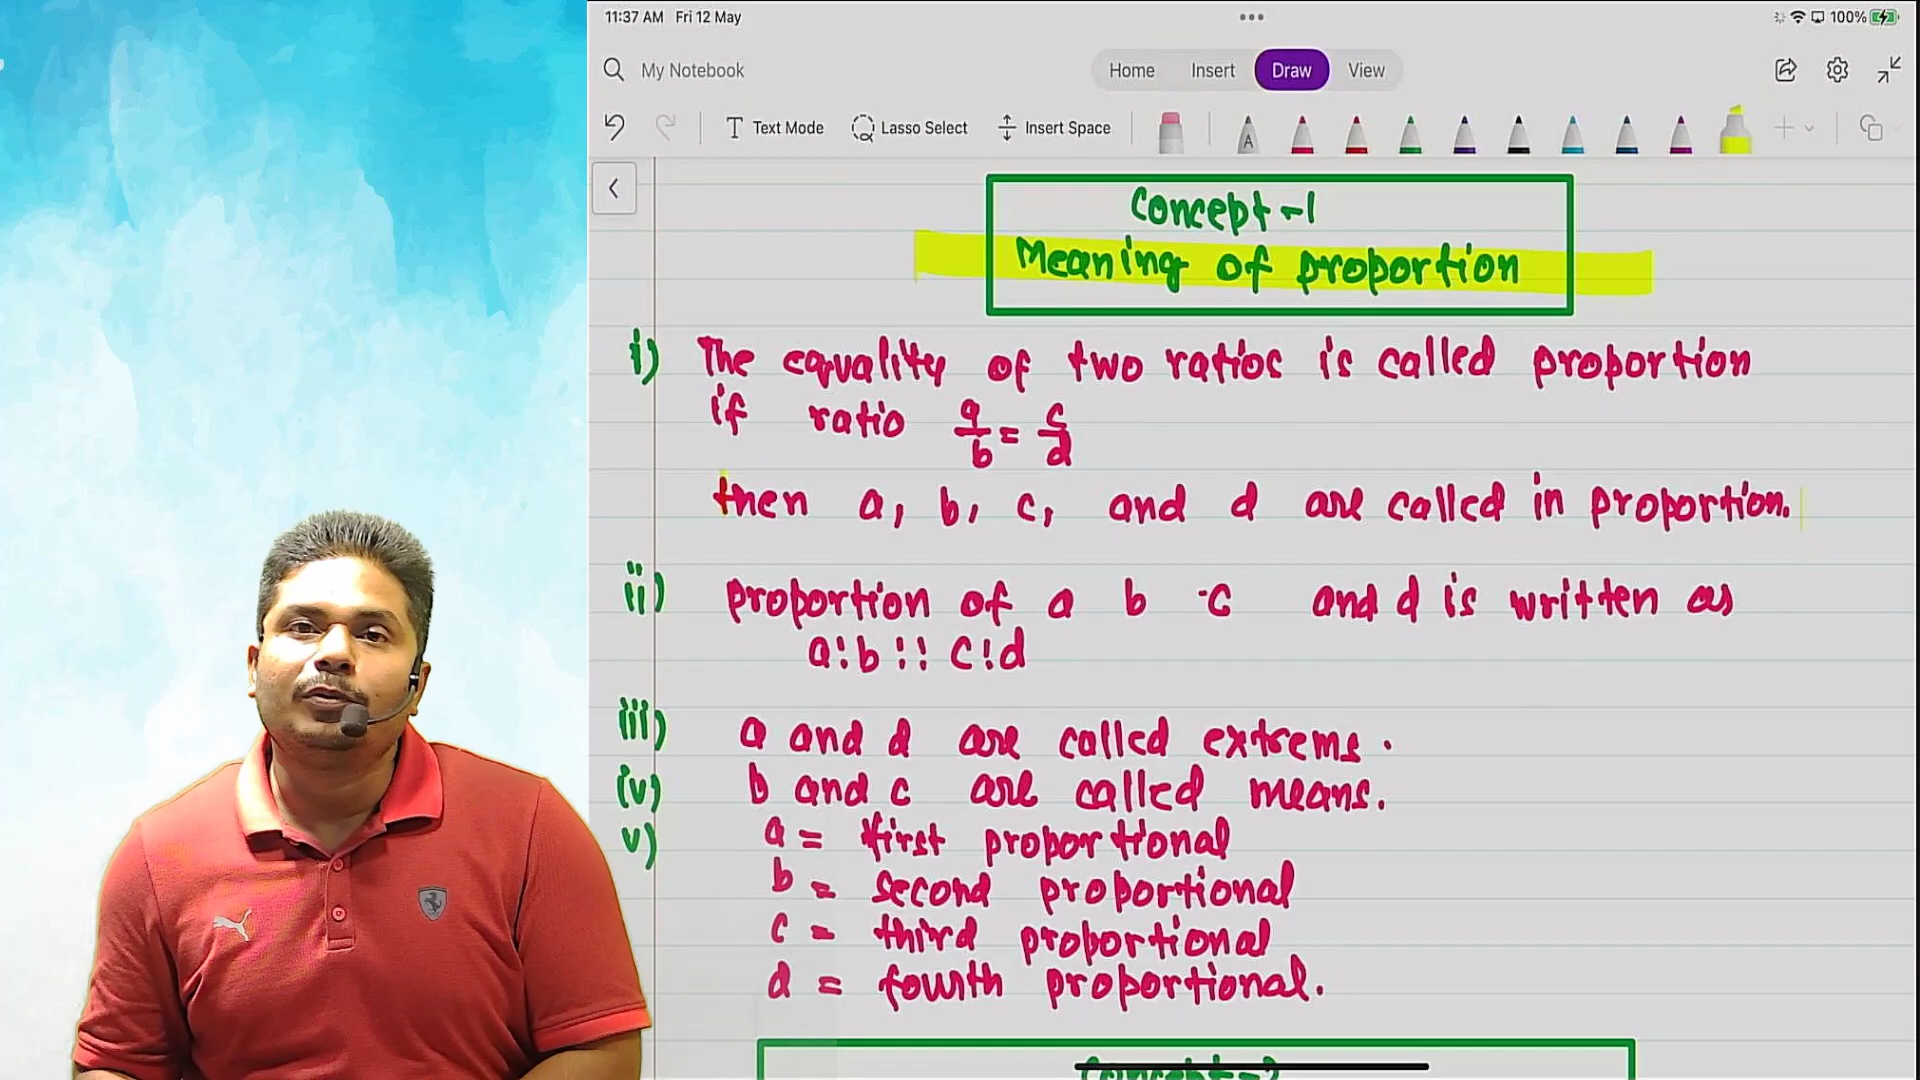 11:37 AM Fri 12 May
100%
My Notebook
Home Insert Draw View
Text Mode Lasso Select Insert Space
A
Concept -1
Meaning of proportion
i) The equality of two ratios is called proportion
if ratio a/b = c/d
then a, b, c, and d are called in proportion.
ii) proportion of a b c and d is written as
a:b :: c:d
iii) a and d are called extrems.
(v) b and c are called means.
v) a = first proportional
b = second proportional
c = third proportional
d = fourth proportional.
Concept -2